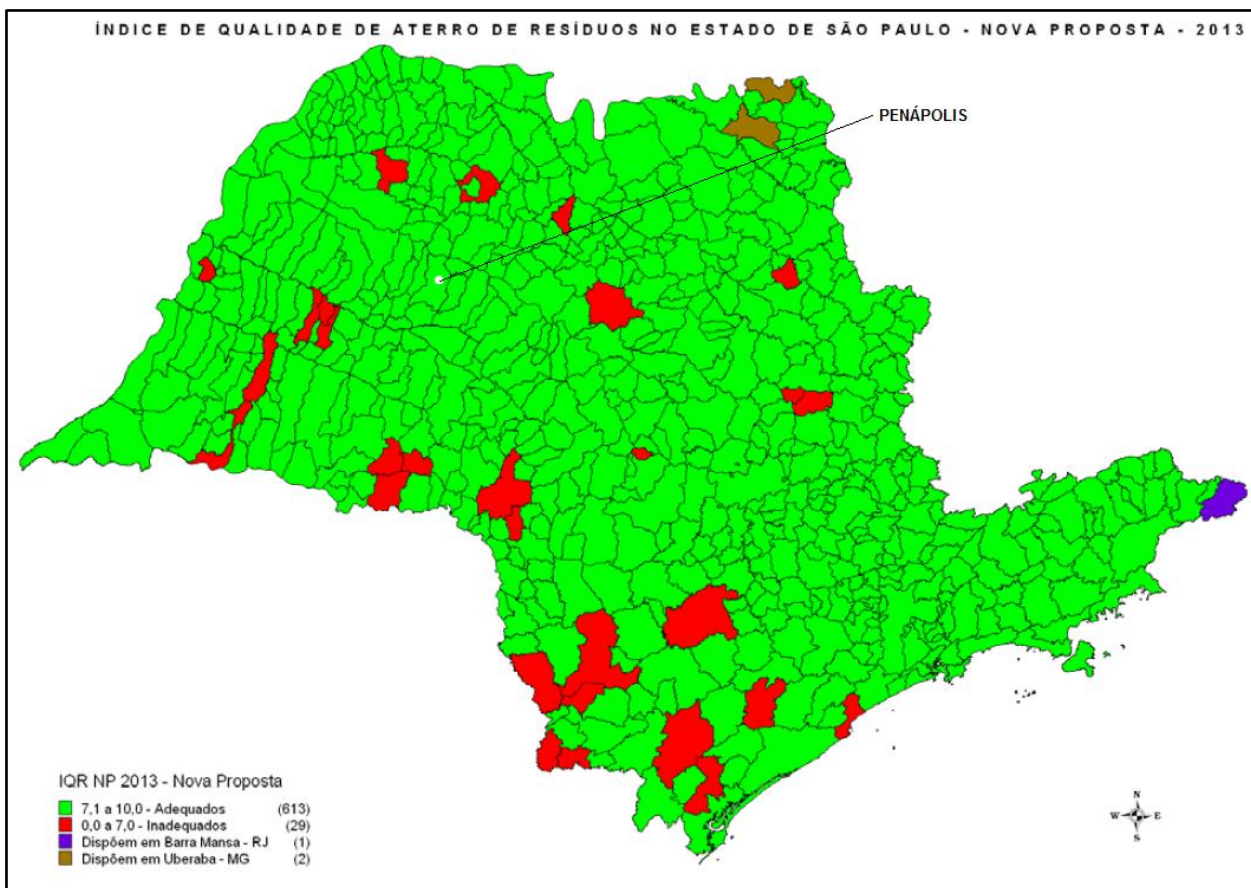 ÍNDICE DE QUALIDADE DE ATERRO DE RESÍDUOS NO ESTADO DE SÃO PAULO - NOVA PROPOSTA - 2013
PENÁPOLIS
IQR NP 2013 - Nova Proposta
7,1 a 10,0 - Adequados (613)
0,0 a 7,0 - Inadequados (29)
Dispõem em Barra Mansa - RJ (1)
Dispõem em Uberaba - MG (2)
N
W E
S